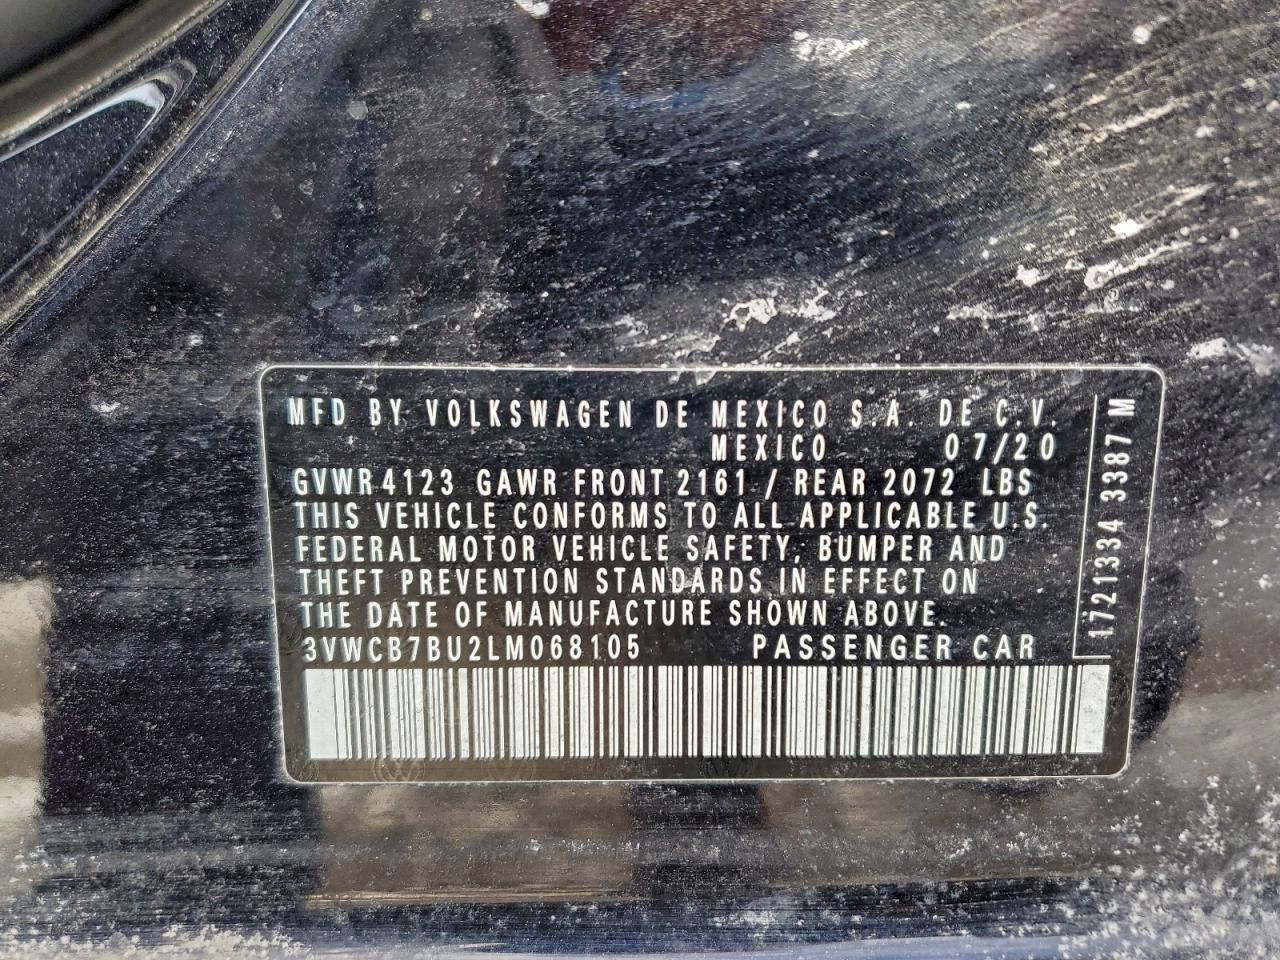 MFD BY VOLKSWAGEN DE MEXICO S.A. DE C.V.
MEXICO 07/20
GVWR 4123 GAWR FRONT 2161 / REAR 2072 LBS
THIS VEHICLE CONFORMS TO ALL APPLICABLE U.S.
FEDERAL MOTOR VEHICLE SAFETY, BUMPER AND
THEFT PREVENTION STANDARDS IN EFFECT ON
THE DATE OF MANUFACTURE SHOWN ABOVE.
3VWCB7BU2LM068105 PASSENGER CAR
1721334 3387 M